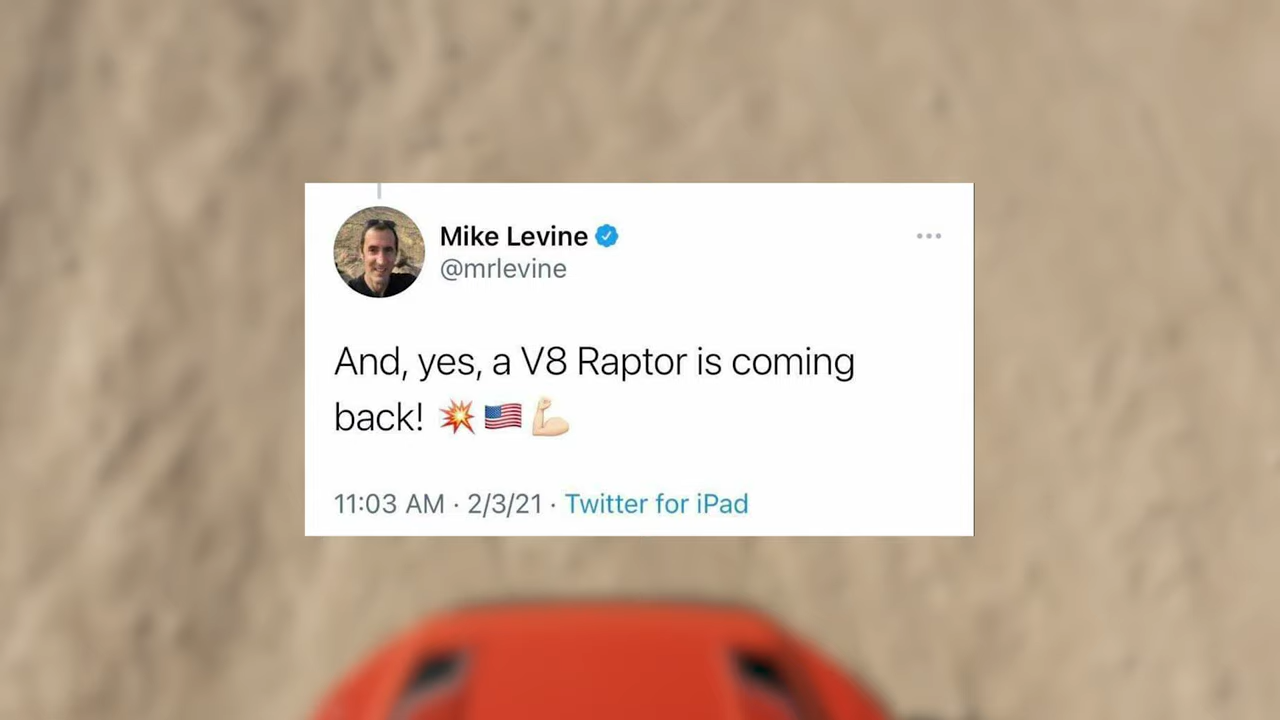 Mike Levine
@mrlevine
And, yes, a V8 Raptor is coming
back! 💥🇺🇸💪🏻
11:03 AM · 2/3/21 · Twitter for iPad